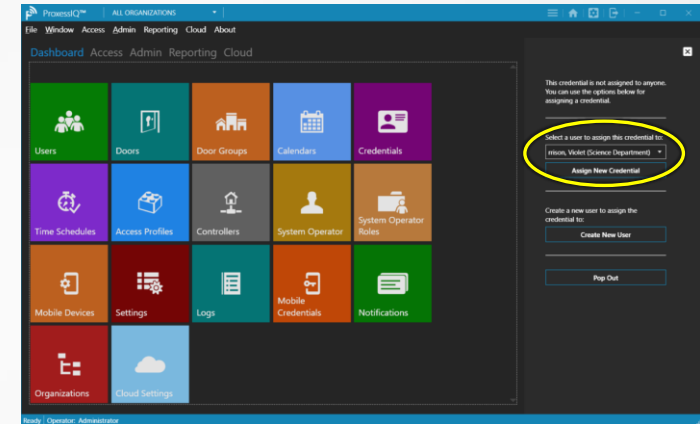 ProxessIQ™ ALL ORGANIZATIONS
File Window Access Admin Reporting Cloud About
Dashboard Access Admin Reporting Cloud
Users
Doors
Door Groups
Calendars
Credentials
Time Schedules
Access Profiles
Controllers
System Operator
System Operator
Roles
Mobile Devices
Settings
Logs
Mobile
Credentials
Notifications
Organizations
Cloud Settings
This credential is not assigned to anyone.
You can use the options below for
assigning a credential.
Select a user to assign this credential to:
rrison, Violet (Science Department)
Assign New Credential
Create a new user to assign the
credential to:
Create New User
Pop Out
Ready Operator: Administrator